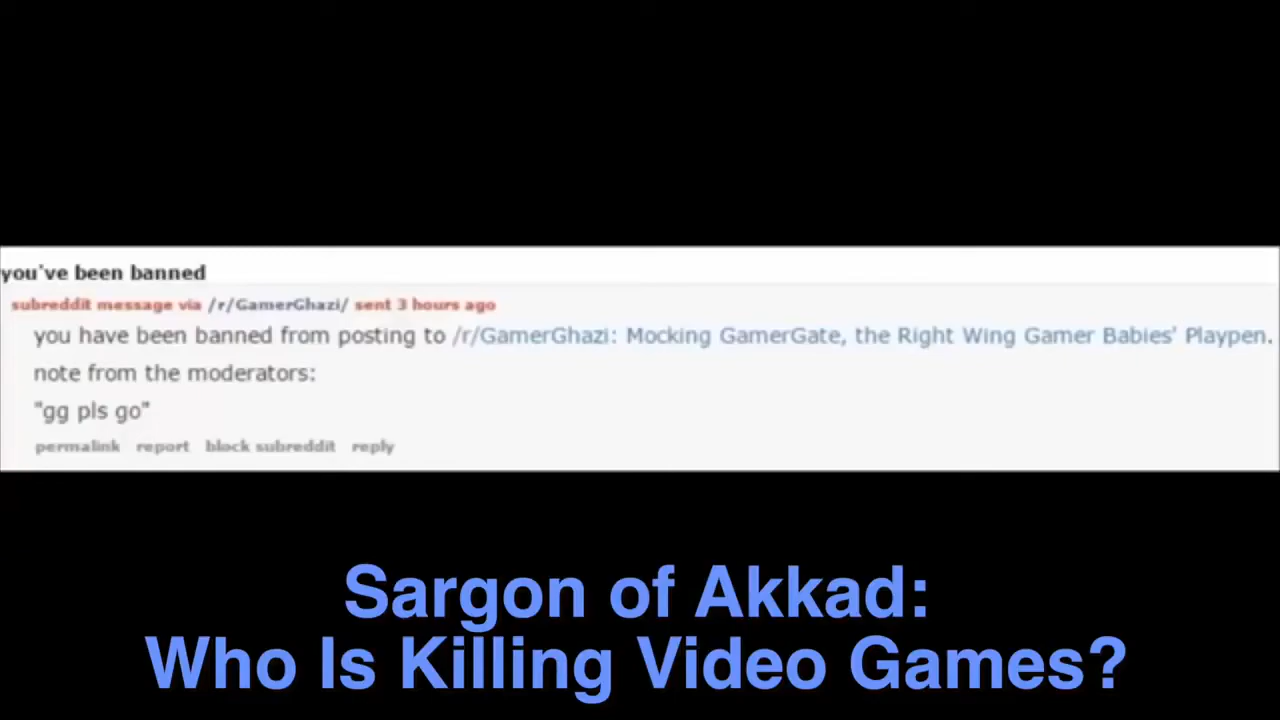 you've been banned
subreddit message via /r/GamerGhazi/ sent 3 hours ago
you have been banned from posting to /r/GamerGhazi: Mocking GamerGate, the Right Wing Gamer Babies' Playpen.
note from the moderators:
"gg pls go"
permalink report block subreddit reply
Sargon of Akkad:
Who Is Killing Video Games?